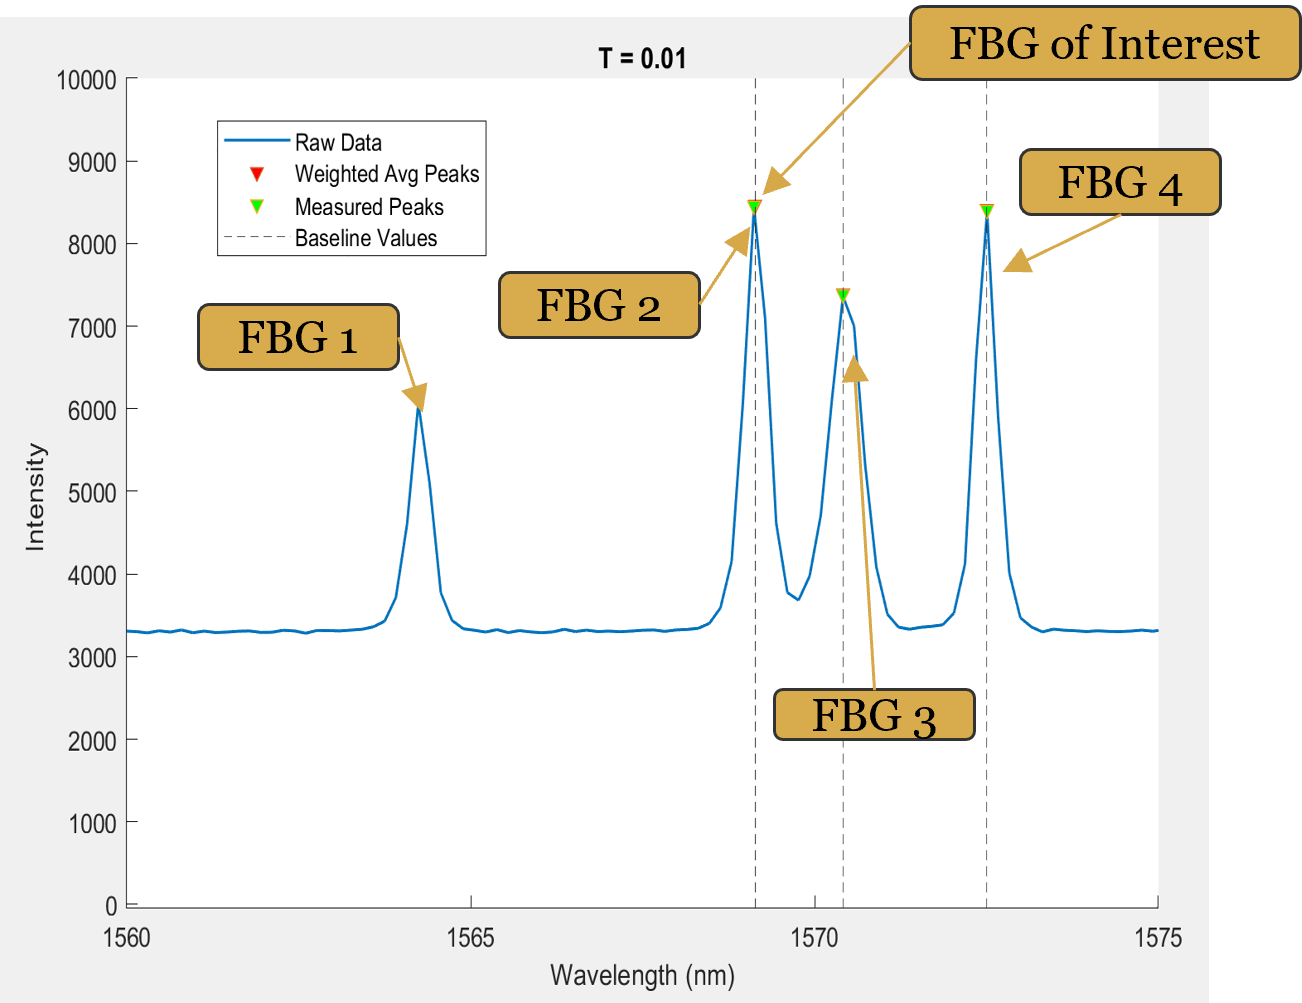 FBG of Interest
T = 0.01
10000
9000
8000
7000
6000
5000
4000
3000
2000
1000
0
Raw Data
Weighted Avg Peaks
Measured Peaks
Baseline Values
FBG 4
FBG 2
FBG 1
FBG 3
Intensity
1560 1565 1570 1575
Wavelength (nm)